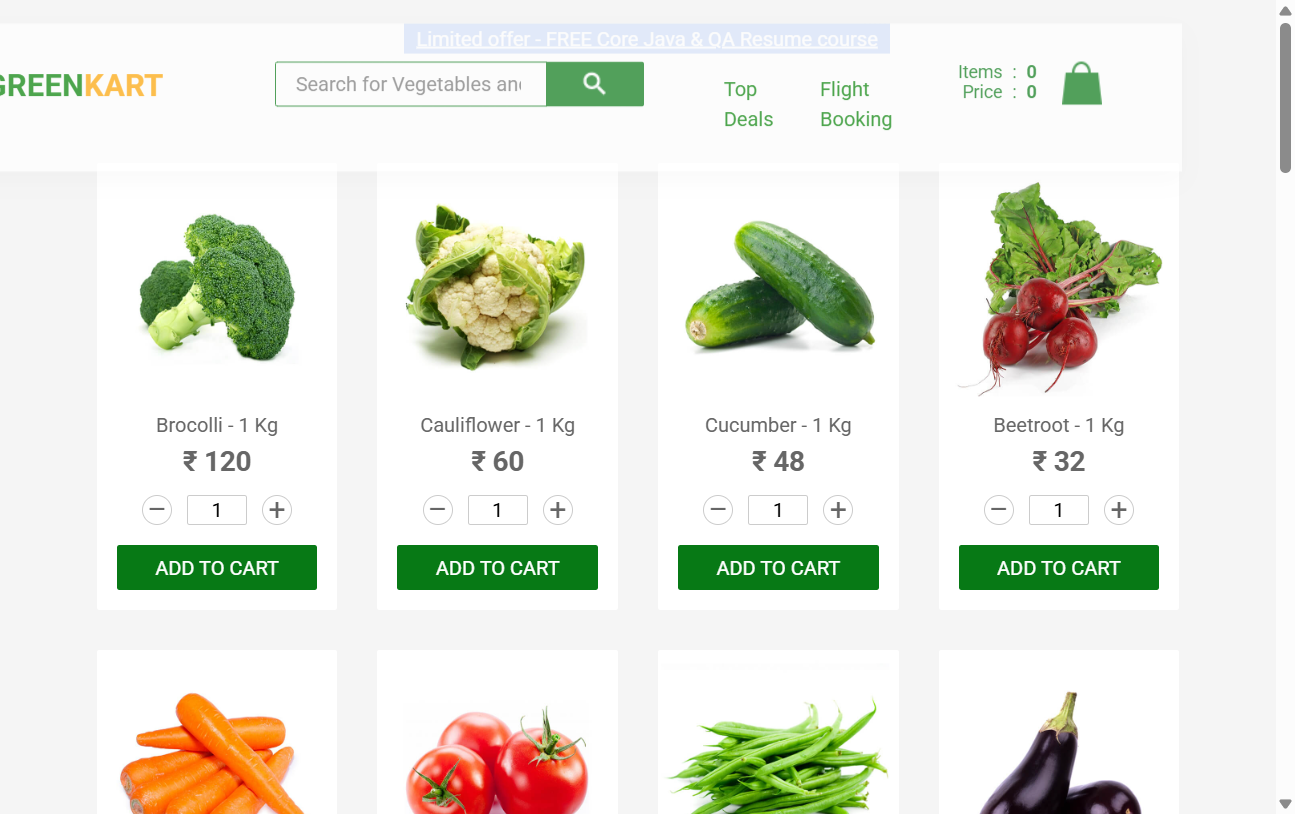 Limited offer - FREE Core Java & QA Resume course
GREENKART
Search for Vegetables and
Top
Deals
Flight
Booking
Items : 0
Price : 0
Brocolli - 1 Kg
₹ 120
− 1 +
ADD TO CART
Cauliflower - 1 Kg
₹ 60
− 1 +
ADD TO CART
Cucumber - 1 Kg
₹ 48
− 1 +
ADD TO CART
Beetroot - 1 Kg
₹ 32
− 1 +
ADD TO CART